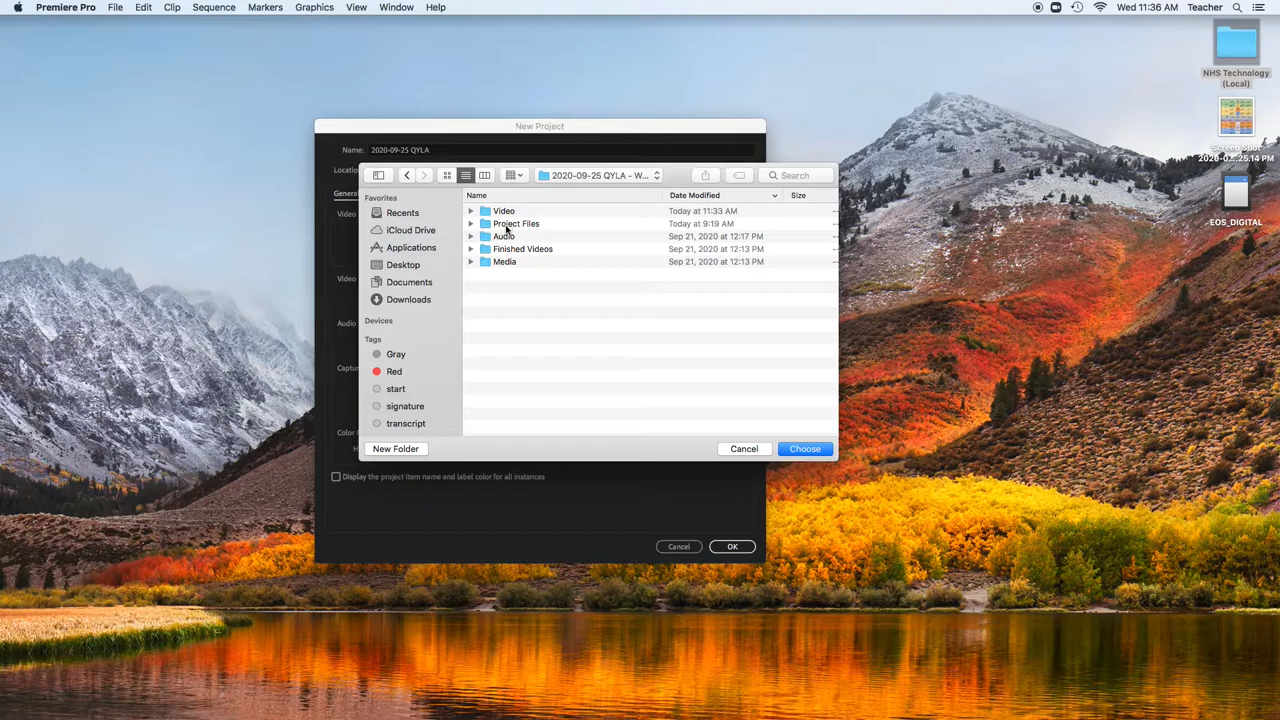 Premiere Pro File Edit Clip Sequence Markers Graphics View Window Help Wed 11:36 AM Teacher
NHS Technology
(Local)
Screen Shot
EOS_DIGITAL
New Project
Name: 2020-09-25 QYLA
2020-09-25 QYLA - W... Search
Favorites
Recents
iCloud Drive
Applications
Desktop
Documents
Downloads
Devices
Tags
Gray
Red
start
signature
transcript
Name Date Modified Size
Video Today at 11:33 AM --
Project Files Today at 9:19 AM --
Audio Sep 21, 2020 at 12:17 PM --
Finished Videos Sep 21, 2020 at 12:13 PM --
Media Sep 21, 2020 at 12:13 PM --
New Folder Cancel Choose
Display the project item name and label color for all instances
Cancel OK